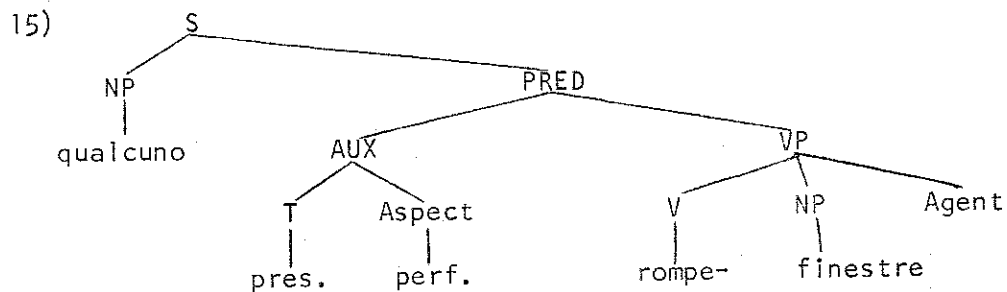 15)
S
NP PRED
qualcuno AUX VP
T Aspect V NP Agent
pres. perf. rompe- finestre